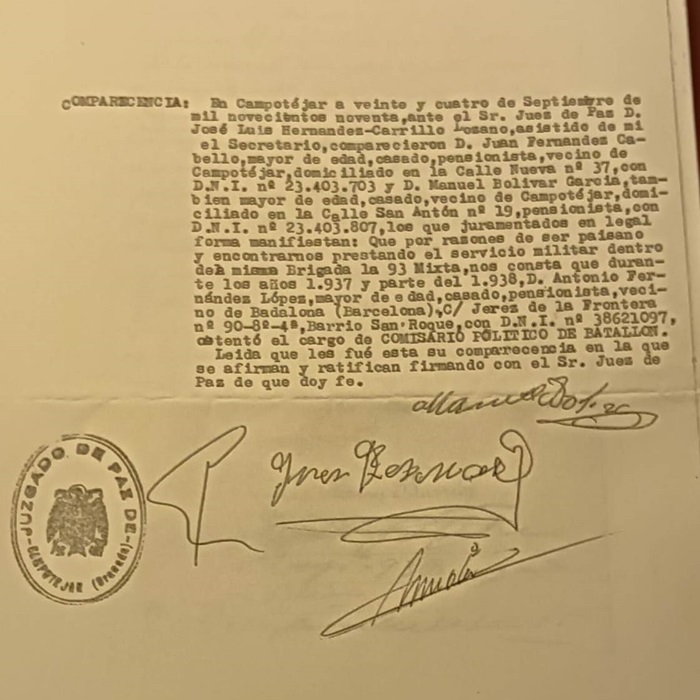 COMPARECENCIA: En Campotéjar a veinte y cuatro de Septiembre de
mil novecientos noventa,ante el Sr. Juez de Paz D.
José Luis Hernandez-Carrillo Lozano,asistido de mi
el Secretario,comparecieron D. Juan Fernandez Ca-
bello,mayor de edad,casado,pensionista,vecino de
Campotéjar,domiciliado en la Calle Nueva nº 37,con
D.N.I. nº 23.403.703 y D. Manuel Bolivar Garcia,tam-
bien mayor de edad,casado,vecino de Campotéjar,domi-
ciliado en la Calle San Antón nº 19,pensionista,con
D.N.I. nº 23.403.807,los que juramentados en legal
forma manifiestan: Que por razones de ser paisano
y encontrarnos prestando el servicio militar dentro
de la misma Brigada la 93 Mixta,nos consta que duran-
te los años 1.937 y parte del 1.938,D. Antonio Fer-
nández López,mayor de edad,casado,pensionista,veci-
no de Badalona (Barcelona),C/ Jerez de la Frontera
nº 90-8º-4ª,Barrio San Roque,con D.N.I. nº 38621097,
ostentó el cargo de COMISARIO POLITICO DE BATALLON.
Leida que les fué esta su comparecencia en la que
se afirman y ratifican firmando con el Sr. Juez de
Paz de que doy fe.
JUZGADO DE PAZ DE
CAMPOTEJAR (Granada)